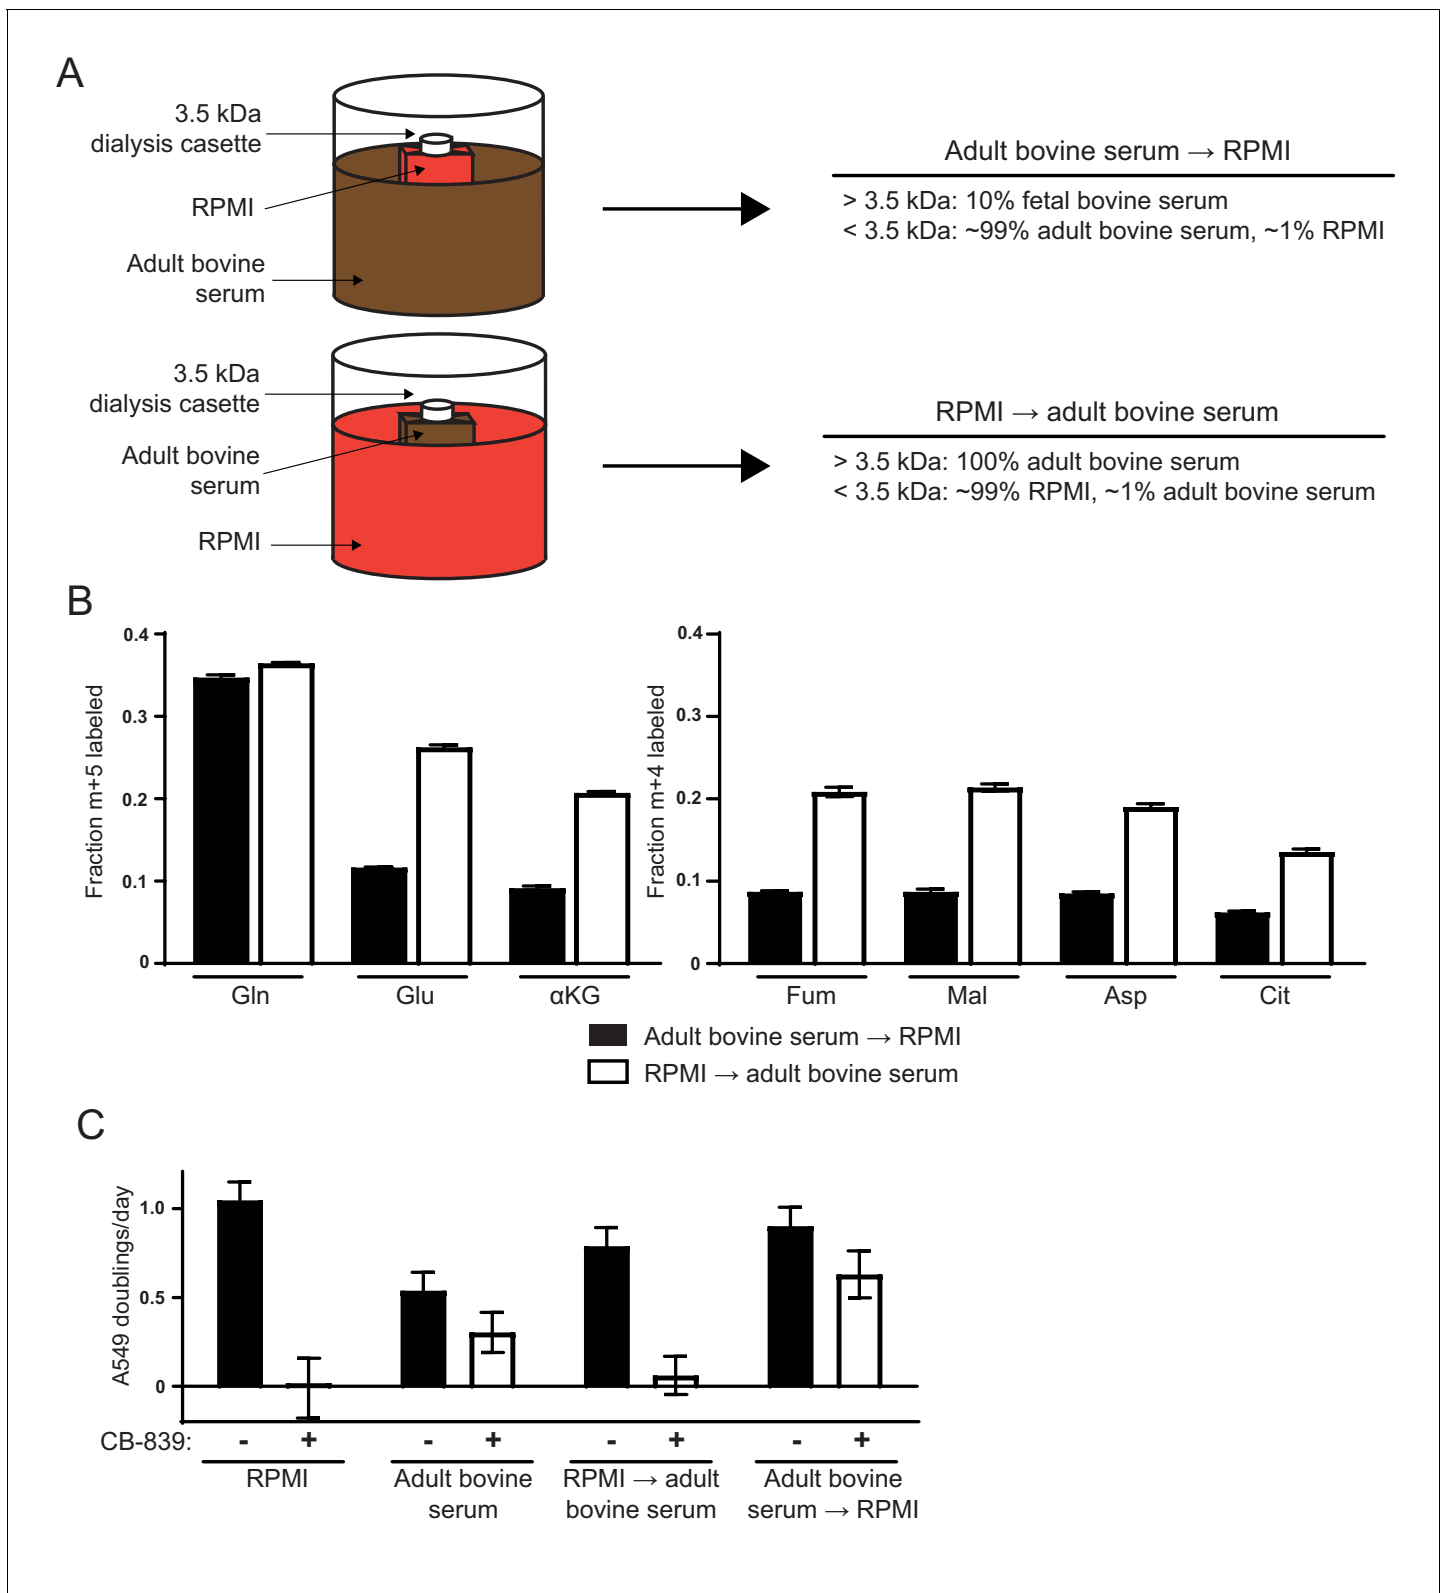 A
3.5 kDa
dialysis casette
RPMI
Adult bovine
serum
Adult bovine serum → RPMI
> 3.5 kDa: 10% fetal bovine serum
< 3.5 kDa: ~99% adult bovine serum, ~1% RPMI
3.5 kDa
dialysis casette
Adult bovine
serum
RPMI
RPMI → adult bovine serum
> 3.5 kDa: 100% adult bovine serum
< 3.5 kDa: ~99% RPMI, ~1% adult bovine serum
B
Fraction m+5 labeled
0.4
0.3
0.2
0.1
0
Gln Glu αKG
Fraction m+4 labeled
0.4
0.3
0.2
0.1
0
Fum Mal Asp Cit
Adult bovine serum → RPMI
RPMI → adult bovine serum
C
A549 doublings/day
1.0
0.5
0
CB-839: - + - + - + - +
RPMI
Adult bovine
serum
RPMI → adult
bovine serum
Adult bovine
serum → RPMI